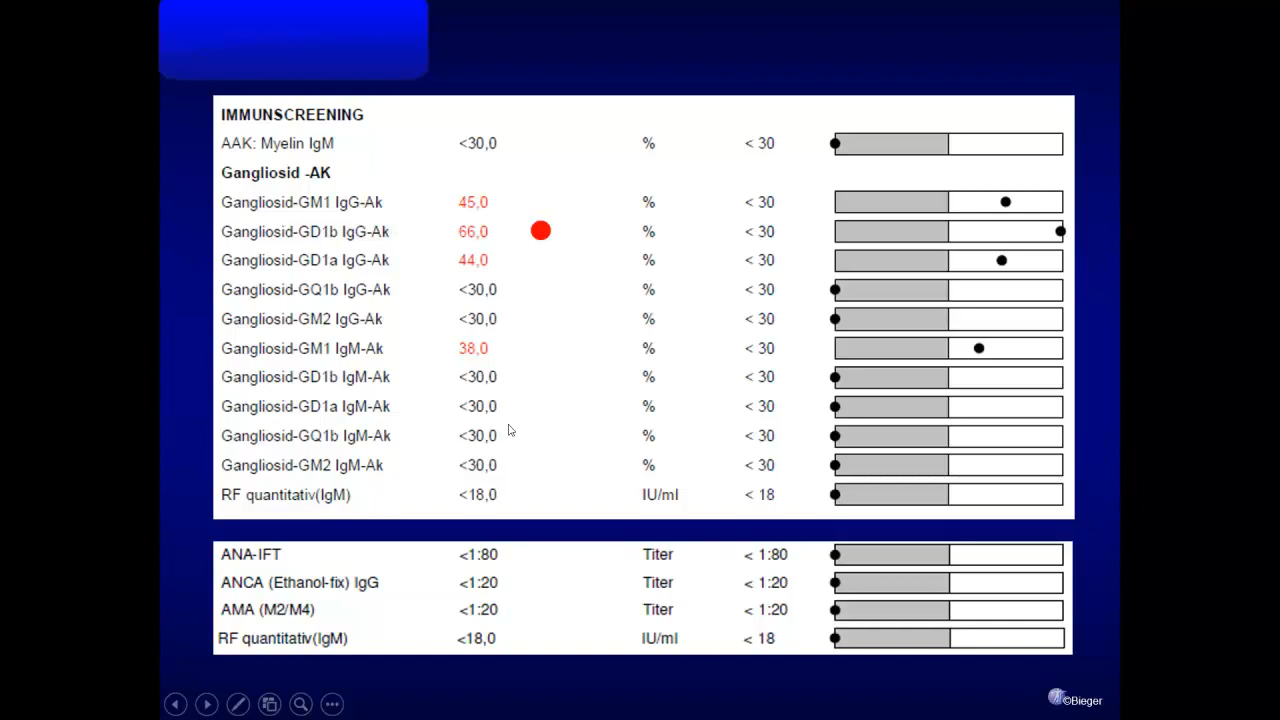 IMMUNSCREENING
AAK: Myelin IgM <30,0 % < 30
Gangliosid -AK
Gangliosid-GM1 IgG-Ak 45,0 % < 30
Gangliosid-GD1b IgG-Ak 66,0 % < 30
Gangliosid-GD1a IgG-Ak 44,0 % < 30
Gangliosid-GQ1b IgG-Ak <30,0 % < 30
Gangliosid-GM2 IgG-Ak <30,0 % < 30
Gangliosid-GM1 IgM-Ak 38,0 % < 30
Gangliosid-GD1b IgM-Ak <30,0 % < 30
Gangliosid-GD1a IgM-Ak <30,0 % < 30
Gangliosid-GQ1b IgM-Ak <30,0 % < 30
Gangliosid-GM2 IgM-Ak <30,0 % < 30
RF quantitativ(IgM) <18,0 IU/ml < 18
ANA-IFT <1:80 Titer < 1:80
ANCA (Ethanol-fix) IgG <1:20 Titer < 1:20
AMA (M2/M4) <1:20 Titer < 1:20
RF quantitativ(IgM) <18,0 IU/ml < 18
©Bieger